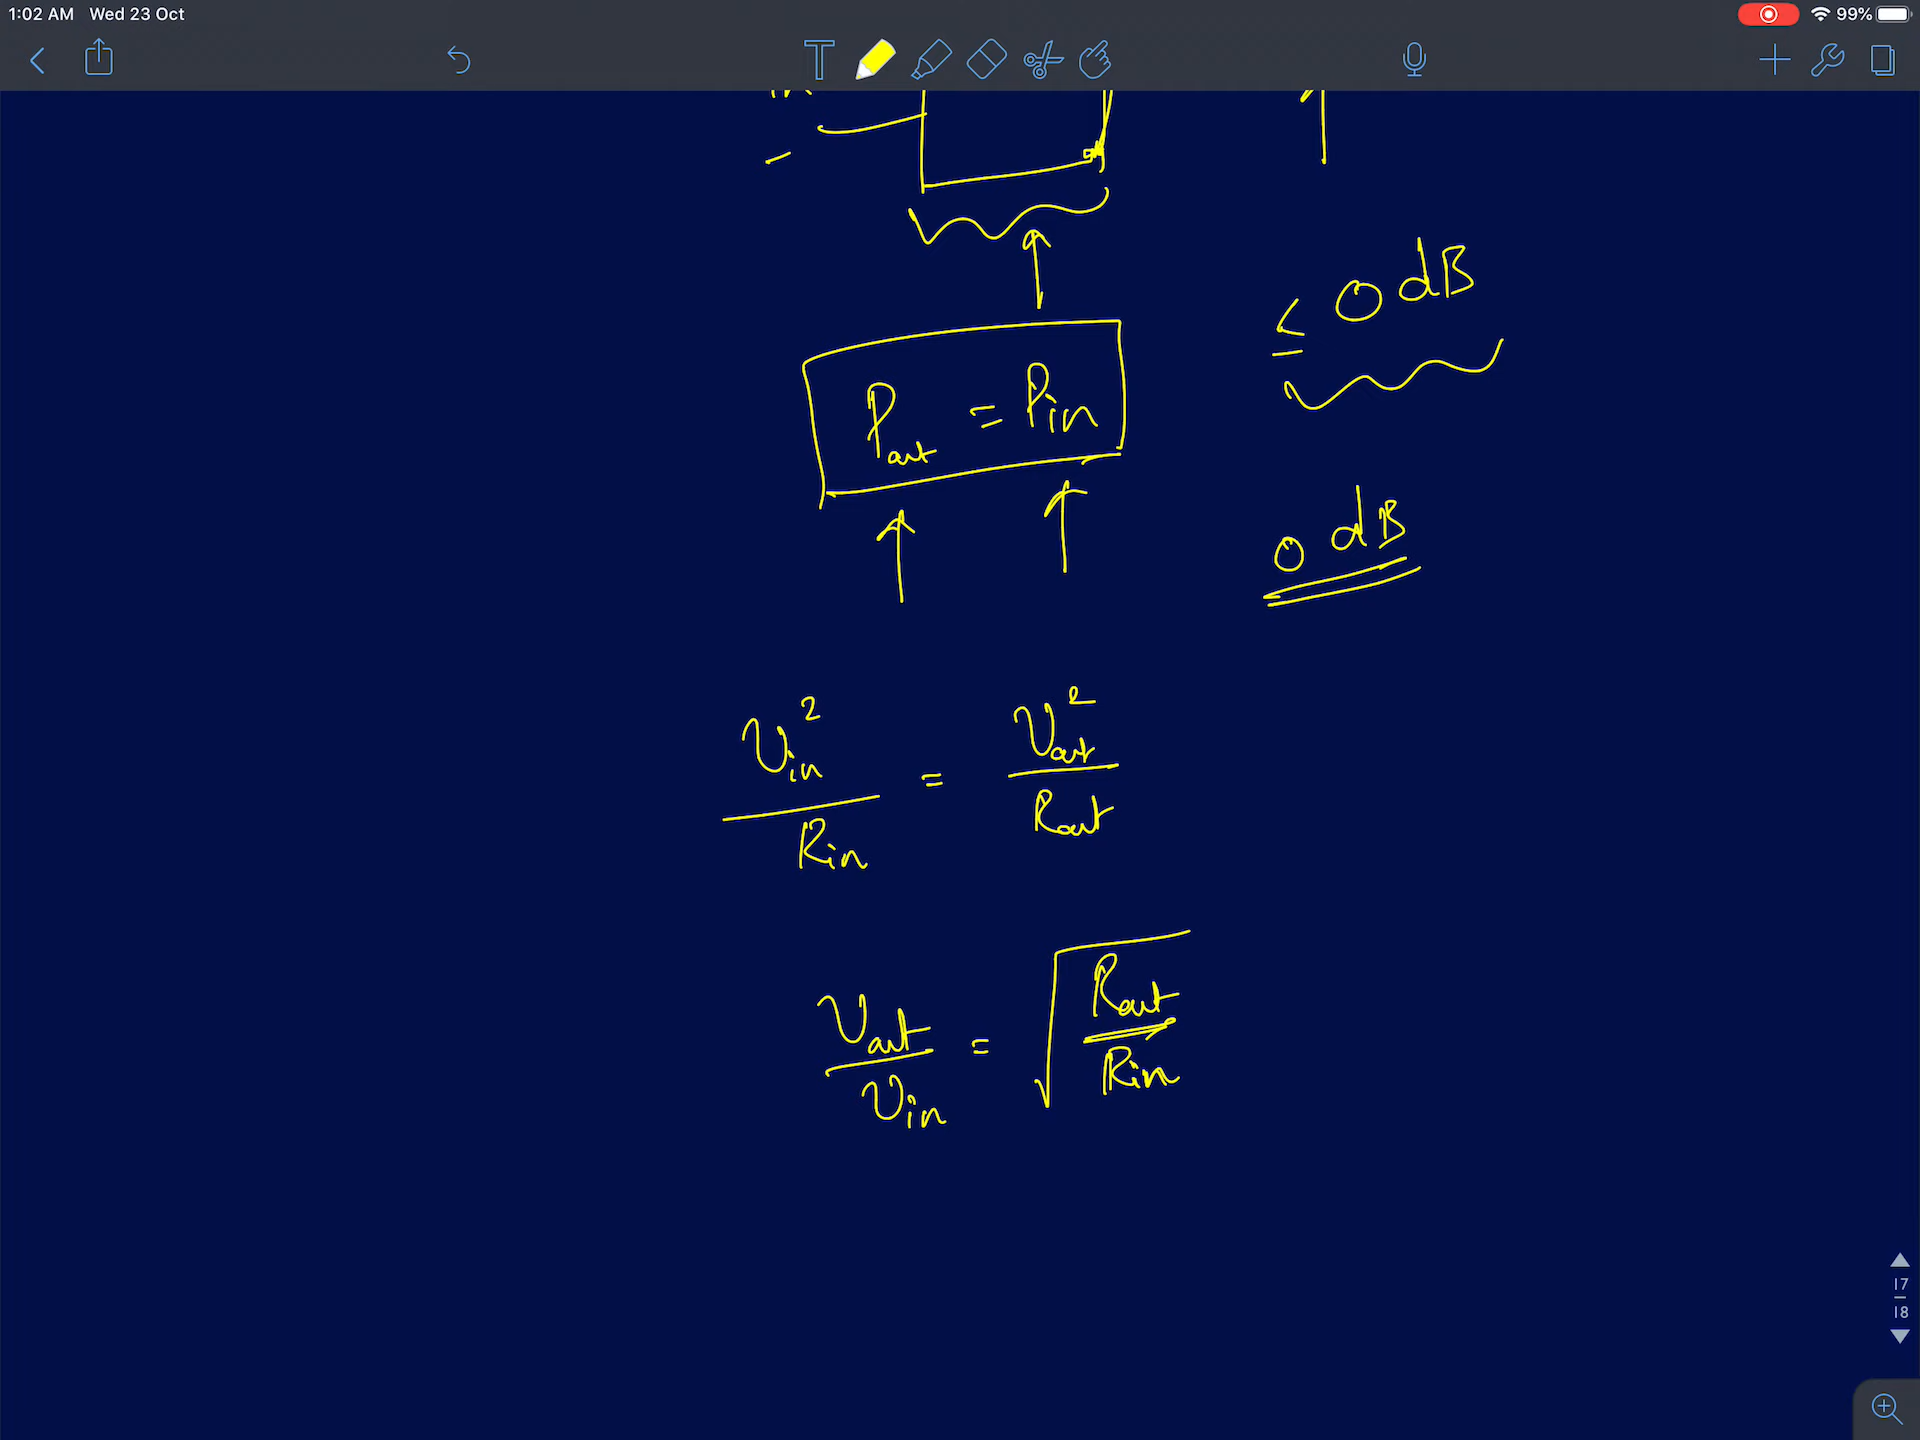 1:02 AM Wed 23 Oct
99%
T
≤ 0 dB
Pout = Pin
0 dB
Vin² / Rin = Vout² / Rout
Vout / Vin = √(Rout / Rin)
17
18